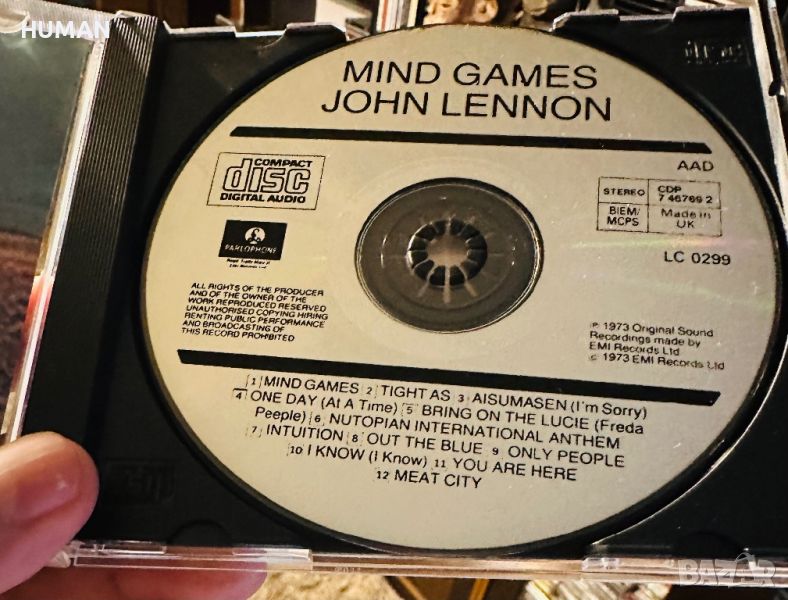 HUMAN
MIND GAMES
JOHN LENNON
AAD
COMPACT
disc
DIGITAL AUDIO
STEREO
CDP
7 46769 2
BIEM/
MCPS
Made in
UK
PARLOPHONE
LC 0299
ALL RIGHTS OF THE PRODUCER
AND OF THE OWNER OF THE
WORK REPRODUCED RESERVED
UNAUTHORISED COPYING HIRING
RENTING PUBLIC PERFORMANCE
AND BROADCASTING OF
THIS RECORD PROHIBITED
℗ 1973 Original Sound
Recordings made by
EMI Records Ltd
© 1973 EMI Records Ltd
1 MIND GAMES 2 TIGHT AS 3 AISUMASEN (I'm Sorry)
4 ONE DAY (At A Time) 5 BRING ON THE LUCIE (Freda
Peeple) 6 NUTOPIAN INTERNATIONAL ANTHEM
7 INTUITION 8 OUT THE BLUE 9 ONLY PEOPLE
10 I KNOW (I Know) 11 YOU ARE HERE
12 MEAT CITY
BAZAR